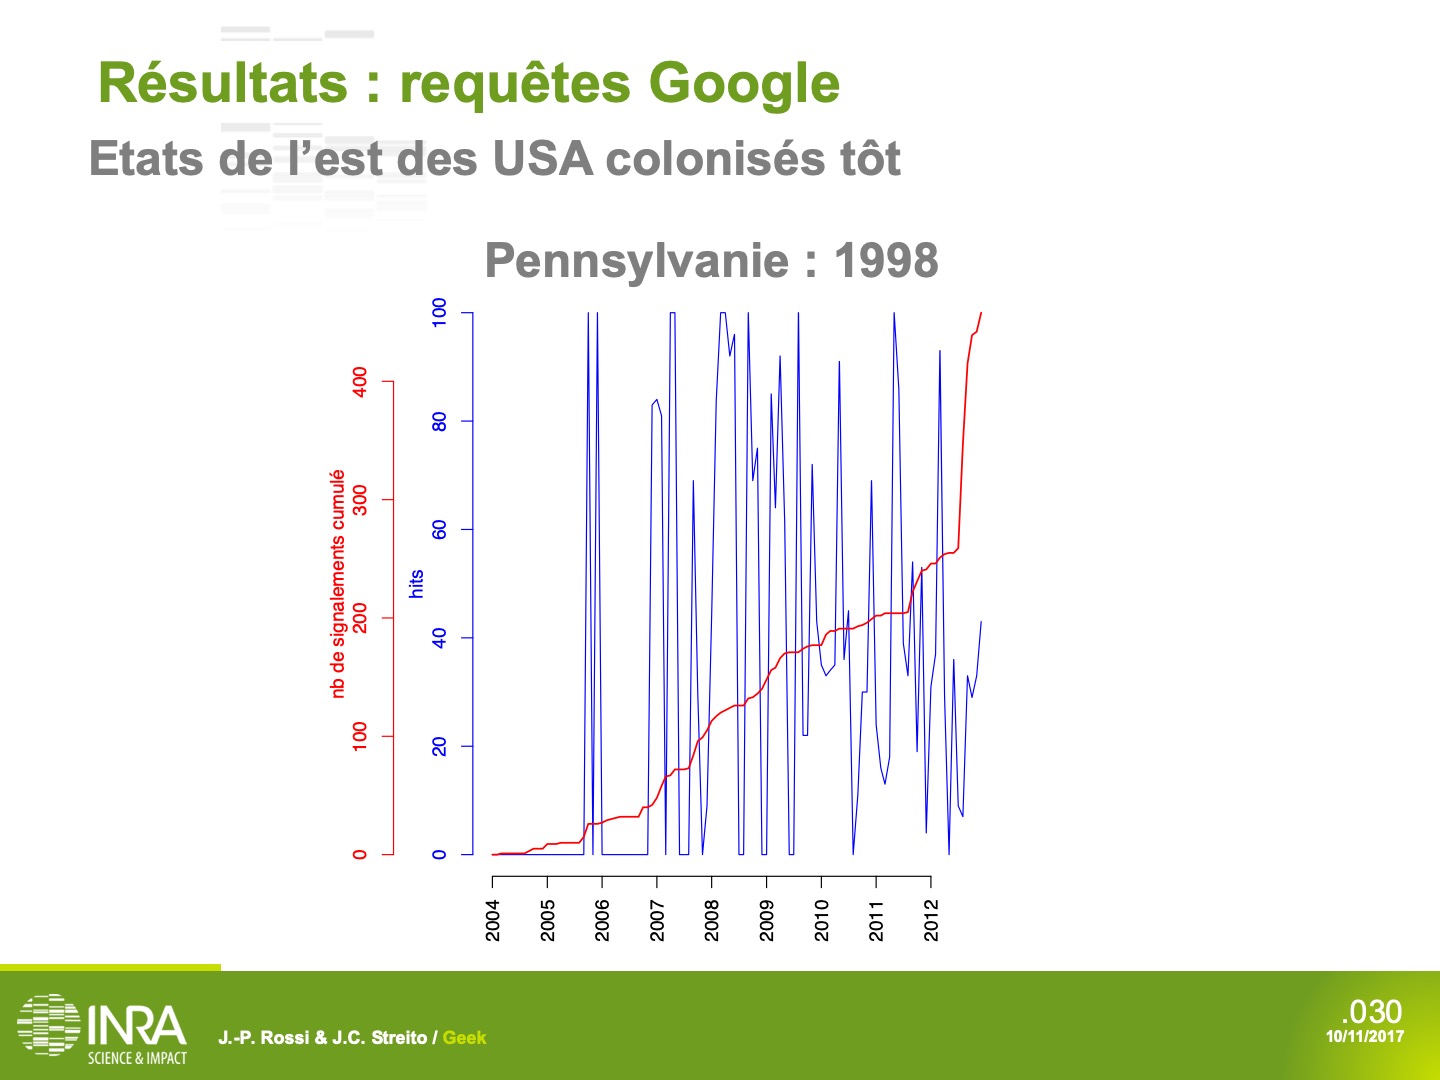 Résultats : requêtes Google
Etats de l’est des USA colonisés tôt
Pennsylvanie : 1998
nb de signalements cumulé
0 100 200 300 400
hits
0 20 40 60 80 100
2004 2005 2006 2007 2008 2009 2010 2011 2012
INRA
SCIENCE & IMPACT
J.-P. Rossi & J.C. Streito / Geek
.030
10/11/2017